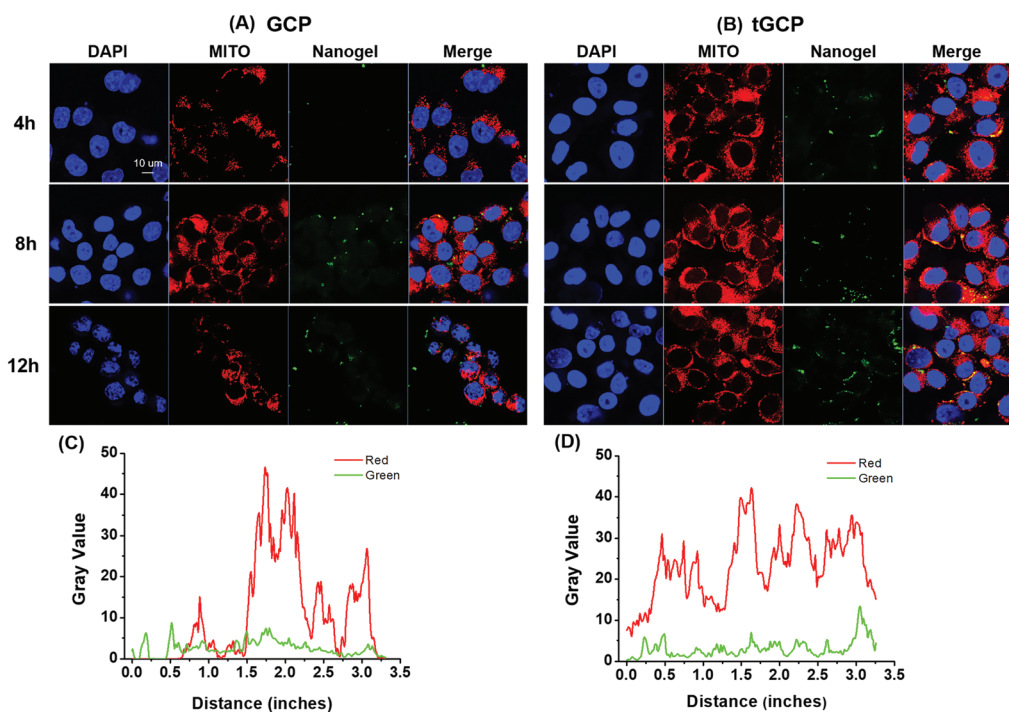 (A) GCP
(B) tGCP
DAPI MITO Nanogel Merge
DAPI MITO Nanogel Merge
4h
10 um
8h
12h
(C)
50
40
30
20
10
0
Gray Value
Red
Green
0.0 0.5 1.0 1.5 2.0 2.5 3.0 3.5
Distance (inches)
(D)
50
40
30
20
10
0
Gray Value
Red
Green
0.0 0.5 1.0 1.5 2.0 2.5 3.0 3.5
Distance (inches)